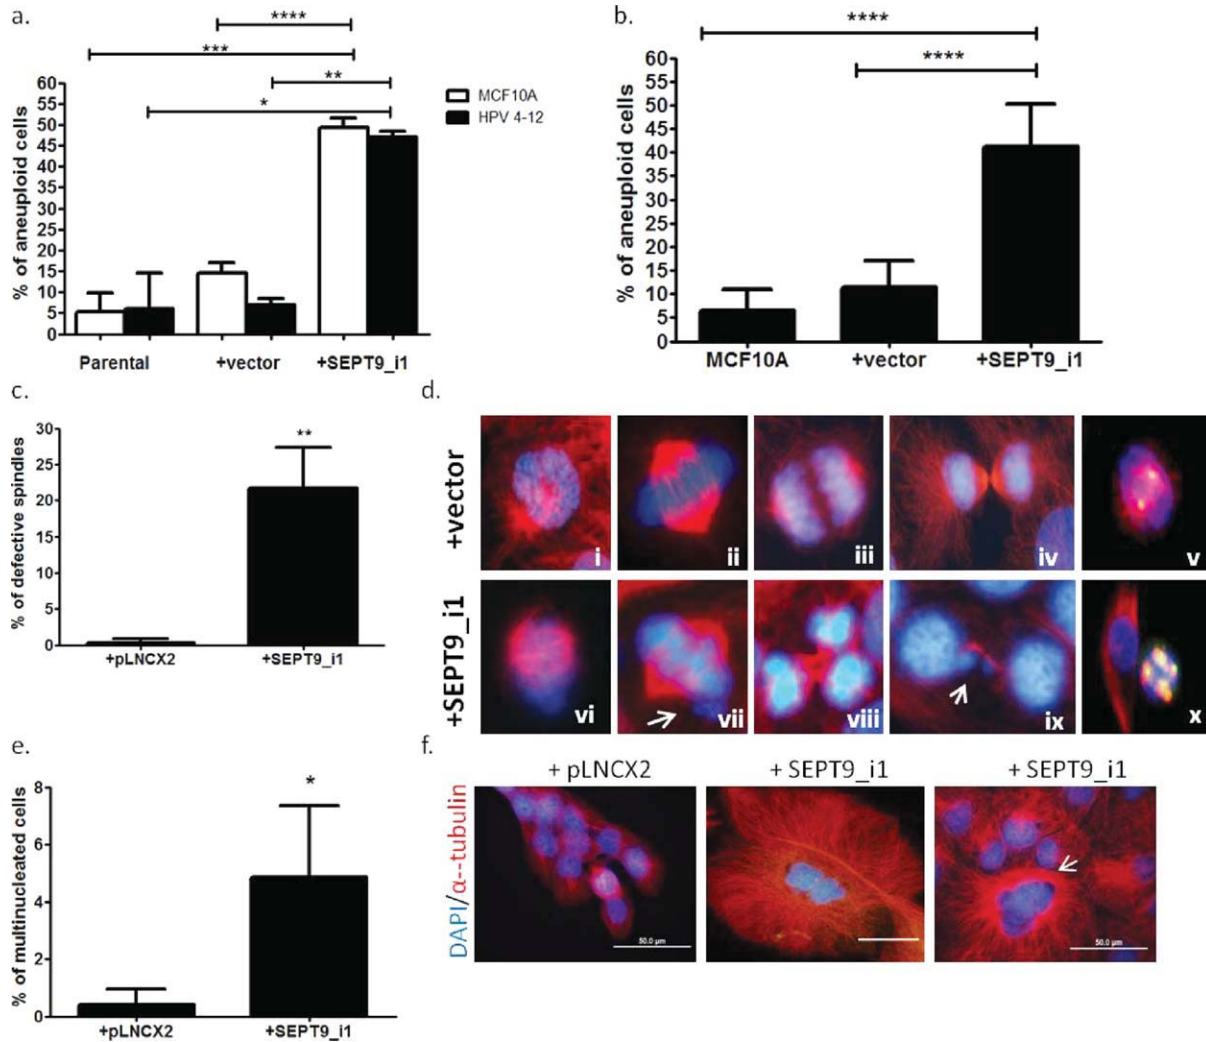 a.
****
***
**
*
% of aneuploid cells
60
55
50
45
40
35
30
25
20
15
10
5
0
Parental
+vector
+SEPT9_i1
MCF10A
HPV 4-12
b.
****
****
% of aneuploid cells
60
55
50
45
40
35
30
25
20
15
10
5
0
MCF10A
+vector
+SEPT9_i1
c.
% of defective spindles
30
25
20
15
10
5
0
**
+pLNCX2
+SEPT9_i1
d.
+vector
i
ii
iii
iv
v
+SEPT9_i1
vi
vii
viii
ix
x
e.
% of multinucleated cells
8
6
4
2
0
*
+pLNCX2
+SEPT9_i1
f.
+ pLNCX2
+ SEPT9_i1
+ SEPT9_i1
DAPI/α--tubulin
50.0 µm
50.0 µm